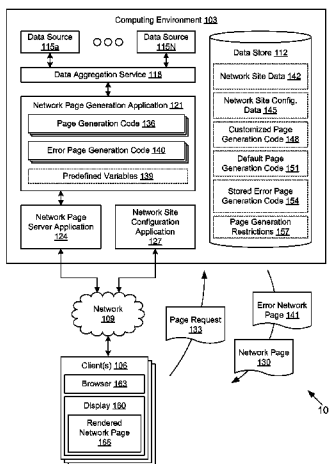 Computing Environment 103
Data Source
115a
Data Source
115N
Data Aggregation Service 118
Network Page Generation Application 121
Page Generation Code 136
Error Page Generation Code 140
Predefined Variables 139
Network Page
Server Application
124
Network Site
Configuration
Application
127
Data Store 112
Network Site Data 142
Network Site Config.
Data 145
Customized Page
Generation Code 148
Default Page
Generation Code 151
Stored Error Page
Generation Code 154
Page Generation
Restrictions 157
Network
109
Page Request
133
Error Network
Page 141
Network Page
130
Client(s) 106
Browser 163
Display 160
Rendered
Network Page
166
10